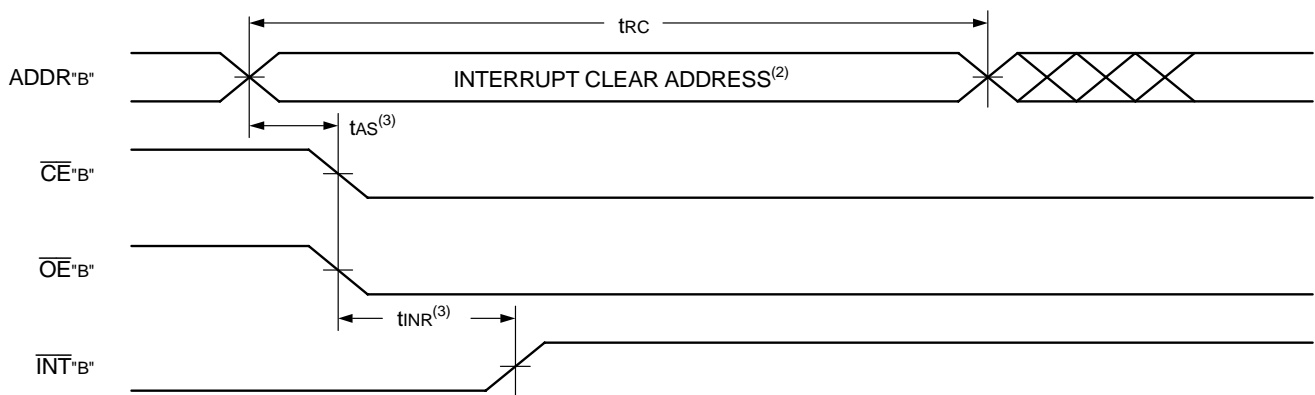 tRC
ADDR"B"
INTERRUPT CLEAR ADDRESS(2)
tAS(3)
CE"B"
OE"B"
tINR(3)
INT"B"